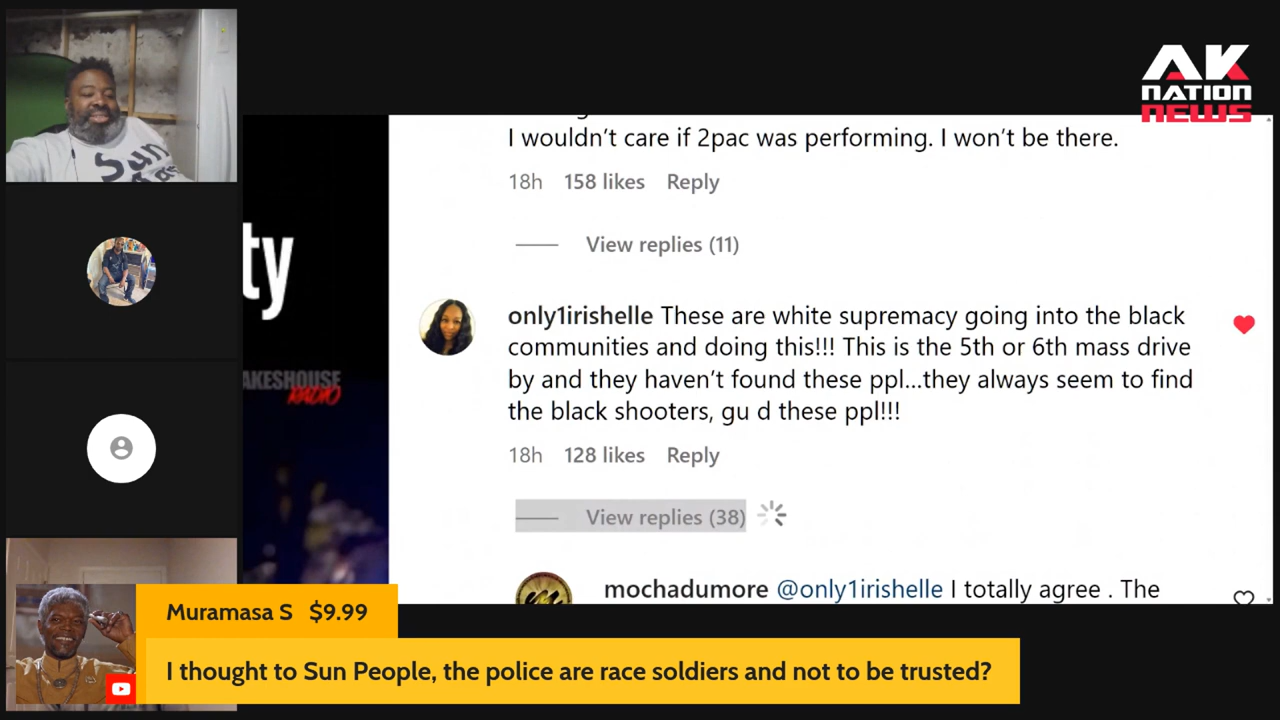 AK
NATION
NEWS
Sun
I wouldn't care if 2pac was performing. I won't be there.
18h 158 likes Reply
View replies (11)
ty
AKESHOUSE
RADIO
only1irishelle These are white supremacy going into the black
communities and doing this!!! This is the 5th or 6th mass drive
by and they haven't found these ppl...they always seem to find
the black shooters, gu d these ppl!!!
18h 128 likes Reply
View replies (38)
mochadumore @only1irishelle I totally agree . The
Muramasa S $9.99
I thought to Sun People, the police are race soldiers and not to be trusted?